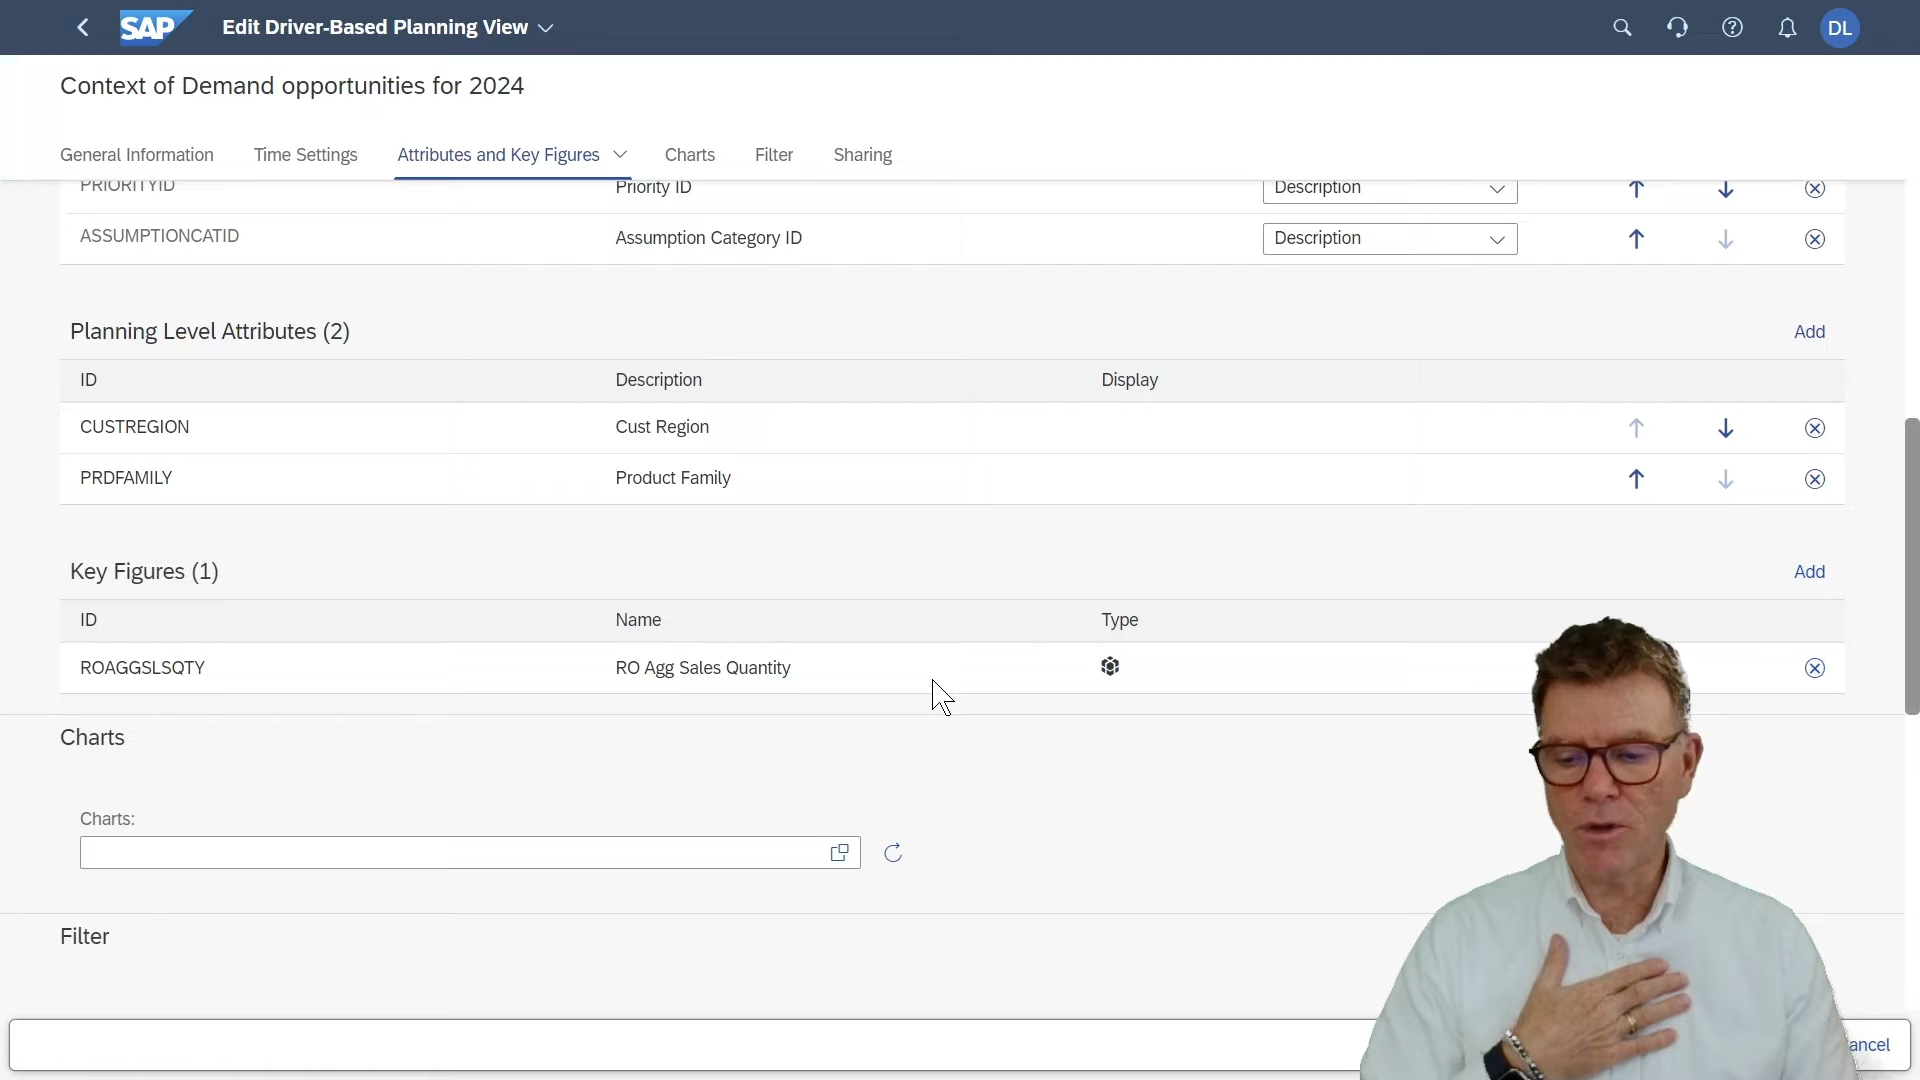 SAP Edit Driver-Based Planning View DL
Context of Demand opportunities for 2024
General Information Time Settings Attributes and Key Figures Charts Filter Sharing
PRIORITYID Priority ID Description
ASSUMPTIONCATID Assumption Category ID Description
Planning Level Attributes (2) Add
ID Description Display
CUSTREGION Cust Region
PRDFAMILY Product Family
Key Figures (1) Add
ID Name Type
ROAGGSLSQTY RO Agg Sales Quantity
Charts
Charts:
Filter
ancel